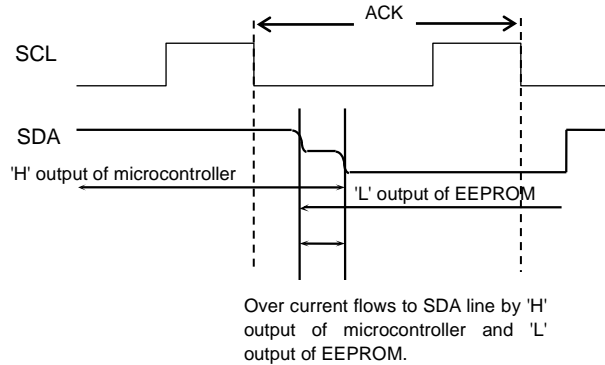 ACK
SCL
SDA
'H' output of microcontroller
'L' output of EEPROM
Over current flows to SDA line by 'H'
output of microcontroller and 'L'
output of EEPROM.